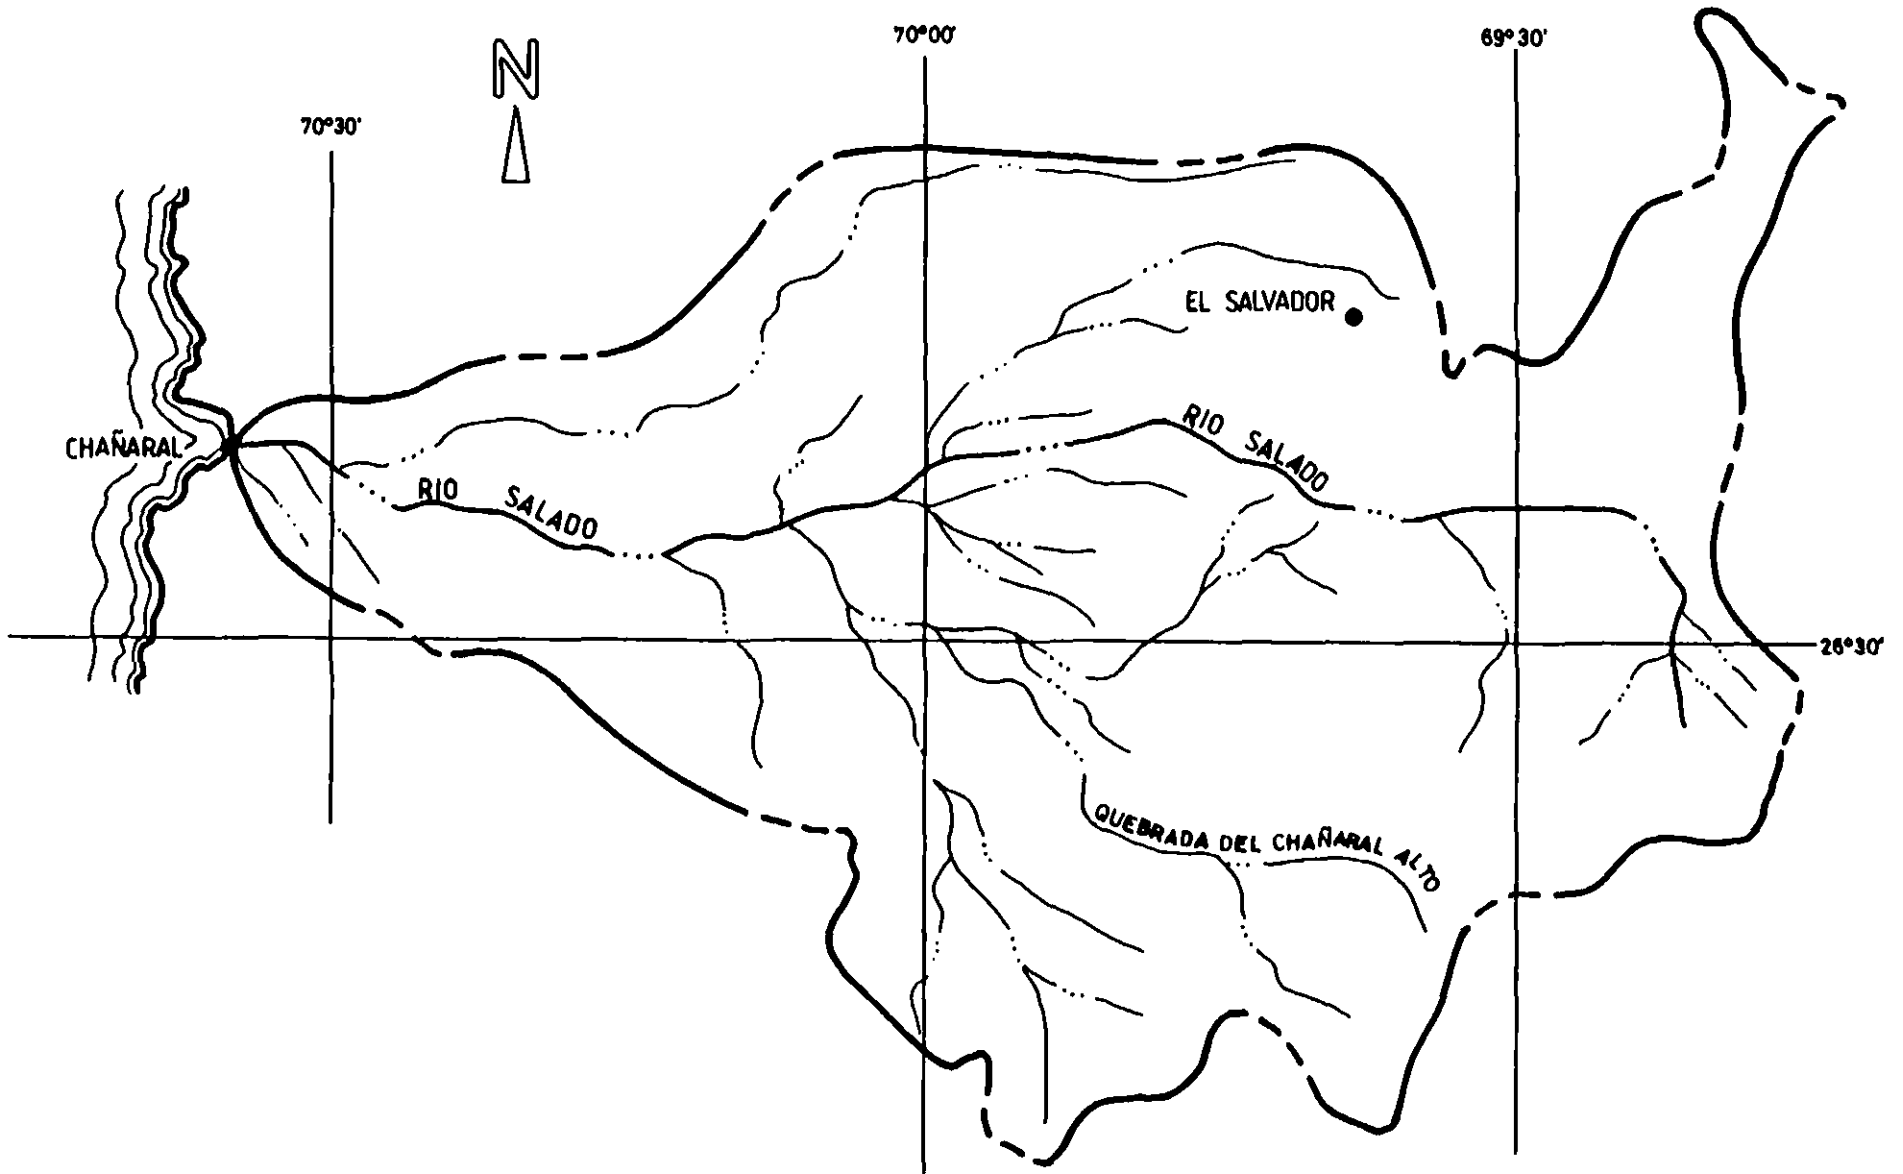 70°00'
69°30'
N
70°30'
EL SALVADOR
RIO SALADO
CHAÑARAL
RIO SALADO
26°30'
QUEBRADA DEL CHAÑARAL ALTO